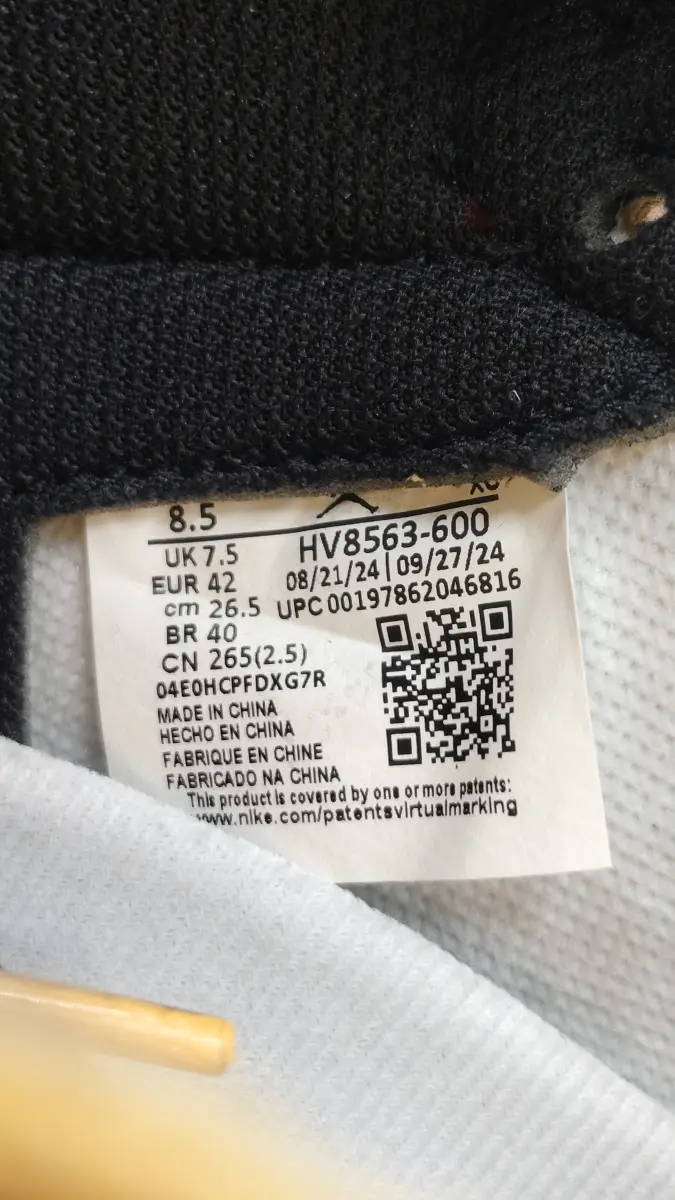 8.5
UK 7.5
HV8563-600
EUR 42
08/21/24 | 09/27/24
cm 26.5
UPC 00197862046816
BR 40
CN 265(2.5)
04E0HCPFDXG7R
MADE IN CHINA
HECHO EN CHINA
FABRIQUE EN CHINE
FABRICADO NA CHINA
This product is covered by one or more patents:
www.nike.com/patentsvirtualmarking